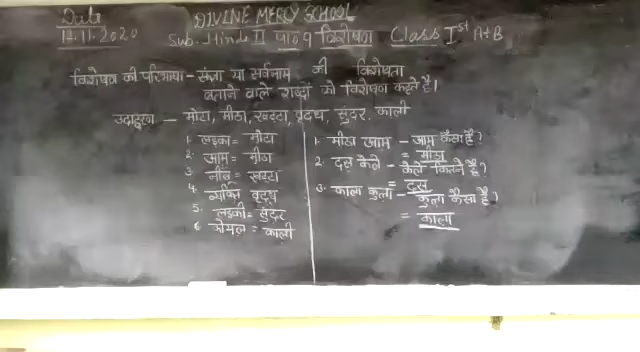 Date DIVINE MERCY SCHOOL
17.11.2020 Sub. Hindi II पाठ 9 विशेषण Class Ist A+B
विशेषण की परिभाषा - संज्ञा या सर्वनाम की विशेषता
बताने वाले शब्दों को विशेषण कहते है।
उदाहरण - मोटा, मीठा, खट्टा, वृद्ध, सुंदर, काली
1. लड़का = मोटा
2. आम = मीठा
3. नींबू = खट्टा
4. व्यक्ति वृद्ध
5. लड़की = सुंदर
6. कोयल = काली
1. मीठा आम - आम कैसा है?
= मीठा
2. दस केले - केले कितने है?
= दस
3. काला कुत्ता - कुत्ता कैसा है?
= काला